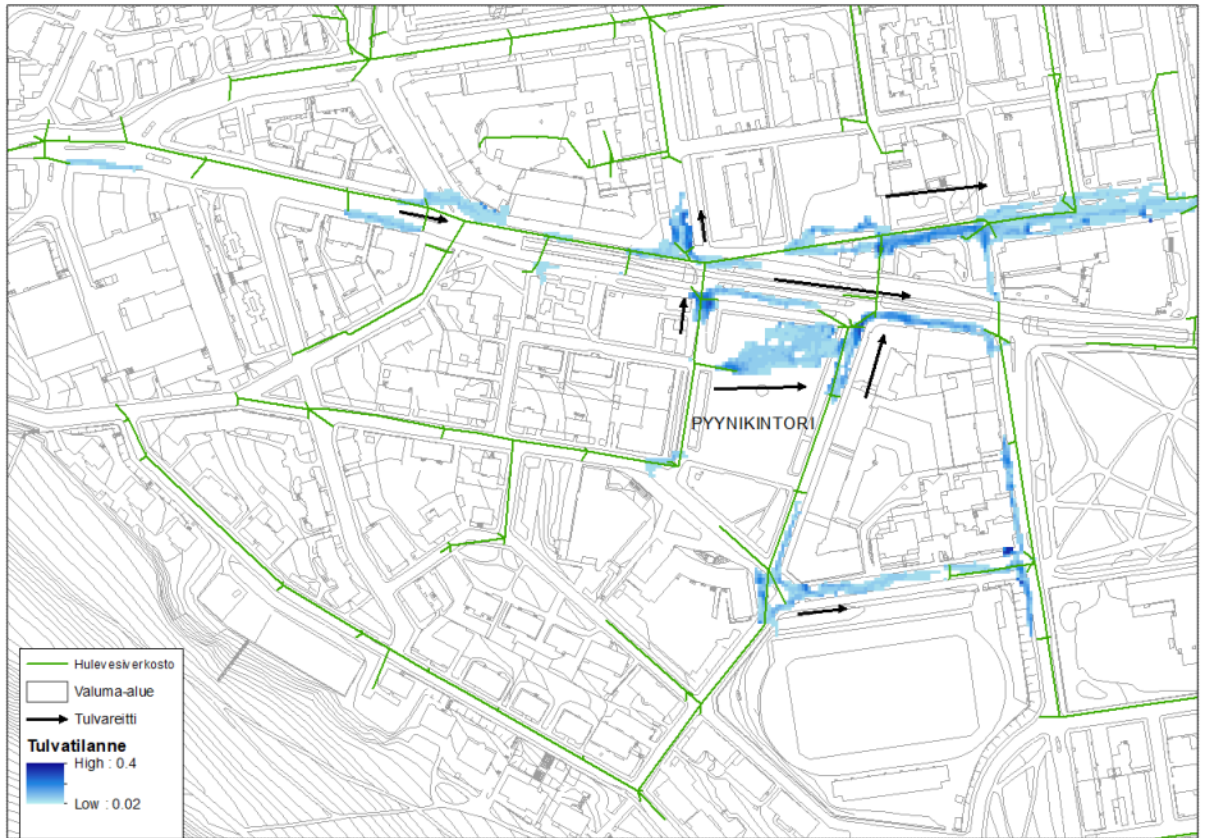 PYYNIKINTORI
Hulevesiverkosto
Valuma-alue
Tulvareitti
Tulvatilanne
High : 0.4
Low : 0.02